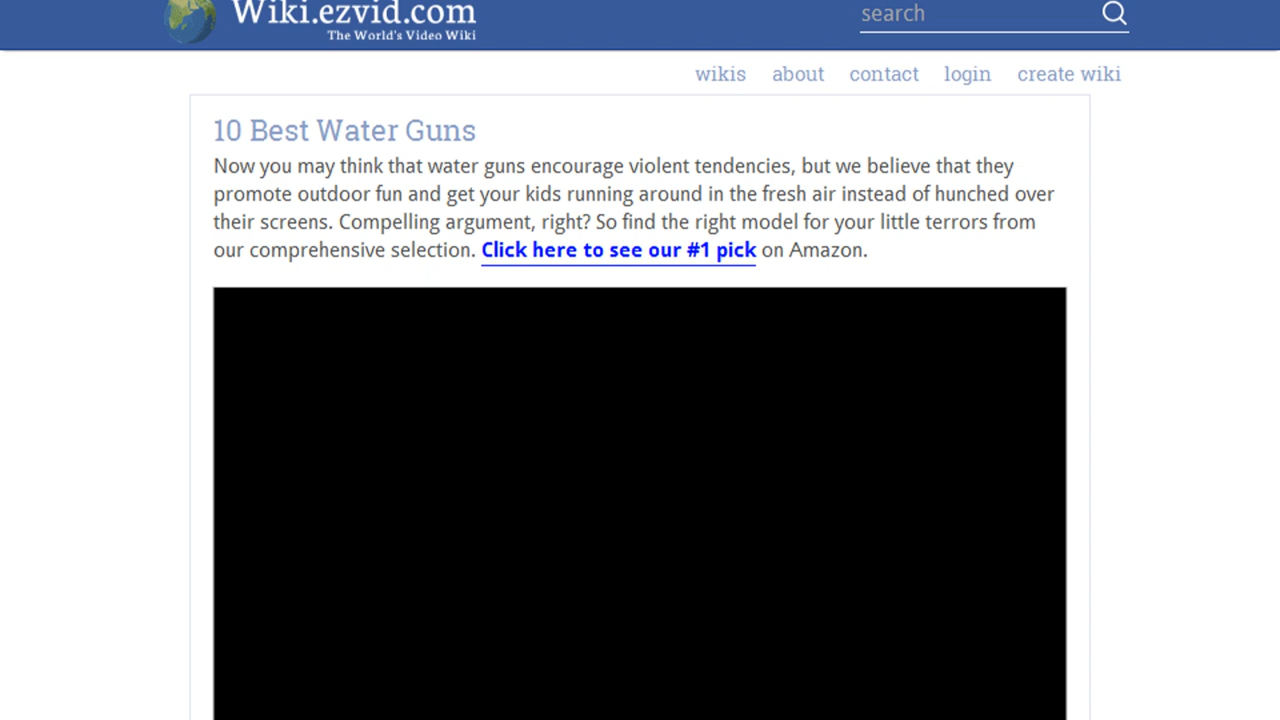 Wiki.ezvid.com
search
The World's Video Wiki
wikis about contact login create wiki
10 Best Water Guns
Now you may think that water guns encourage violent tendencies, but we believe that they
promote outdoor fun and get your kids running around in the fresh air instead of hunched over
their screens. Compelling argument, right? So find the right model for your little terrors from
our comprehensive selection. Click here to see our #1 pick on Amazon.